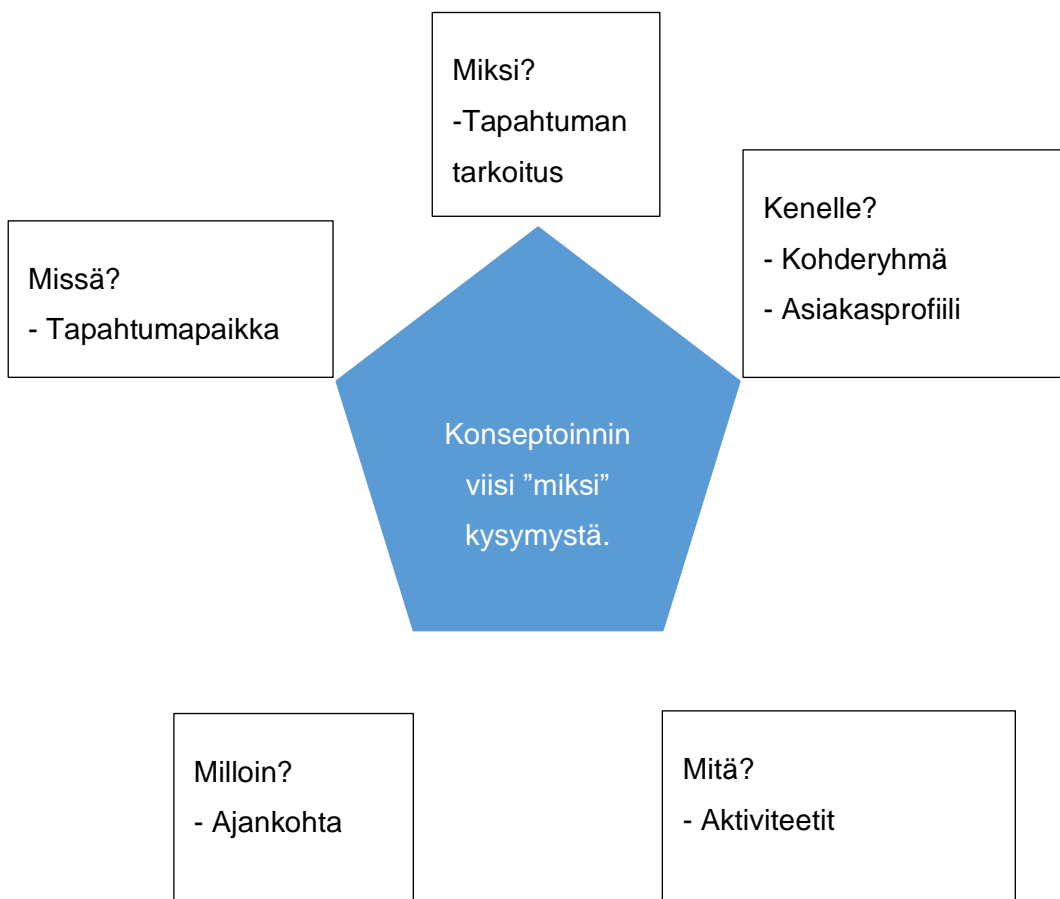 Miksi?
-Tapahtuman
tarkoitus
Kenelle?
- Kohderyhmä
- Asiakasprofiili
Missä?
- Tapahtumapaikka
Konseptoinnin
viisi ”miksi”
kysymystä.
Milloin?
- Ajankohta
Mitä?
- Aktiviteetit